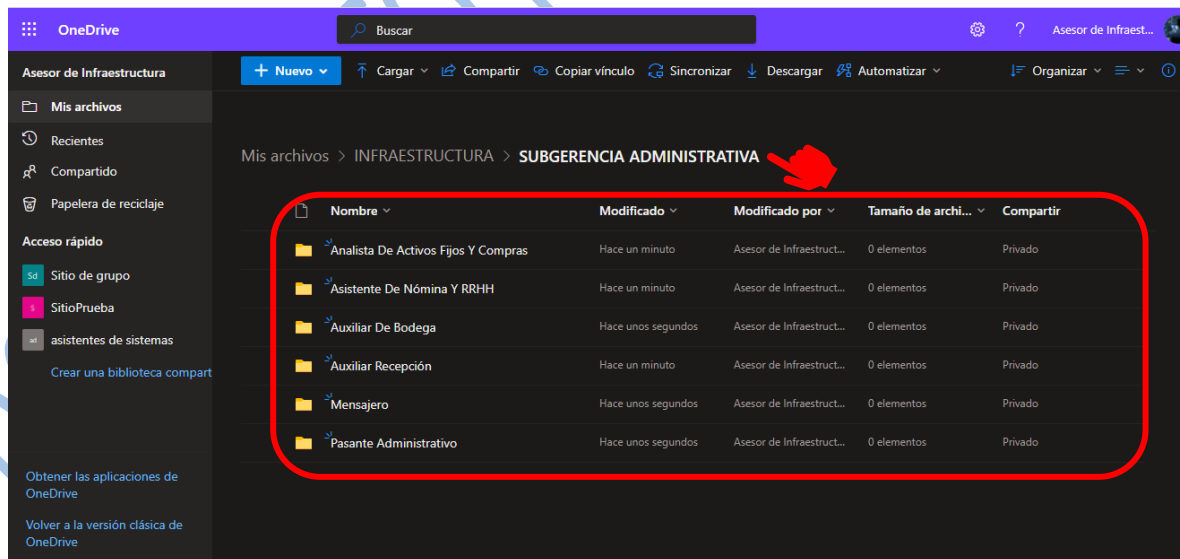 OneDrive
Buscar
Asesor de Infraest...
Asesor de Infraestructura
+ Nuevo
Cargar
Compartir
Copiar vínculo
Sincronizar
Descargar
Automatizar
Organizar
Mis archivos
Recientes
Compartido
Papelera de reciclaje
Acceso rápido
Sd Sitio de grupo
S SitioPrueba
ad asistentes de sistemas
Crear una biblioteca compart
Obtener las aplicaciones de
OneDrive
Volver a la versión clásica de
OneDrive
Mis archivos > INFRAESTRUCTURA > SUBGERENCIA ADMINISTRATIVA
Nombre Modificado Modificado por Tamaño de archi... Compartir
Analista De Activos Fijos Y Compras Hace un minuto Asesor de Infraestruct... 0 elementos Privado
Asistente De Nómina Y RRHH Hace un minuto Asesor de Infraestruct... 0 elementos Privado
Auxiliar De Bodega Hace unos segundos Asesor de Infraestruct... 0 elementos Privado
Auxiliar Recepción Hace un minuto Asesor de Infraestruct... 0 elementos Privado
Mensajero Hace unos segundos Asesor de Infraestruct... 0 elementos Privado
Pasante Administrativo Hace unos segundos Asesor de Infraestruct... 0 elementos Privado